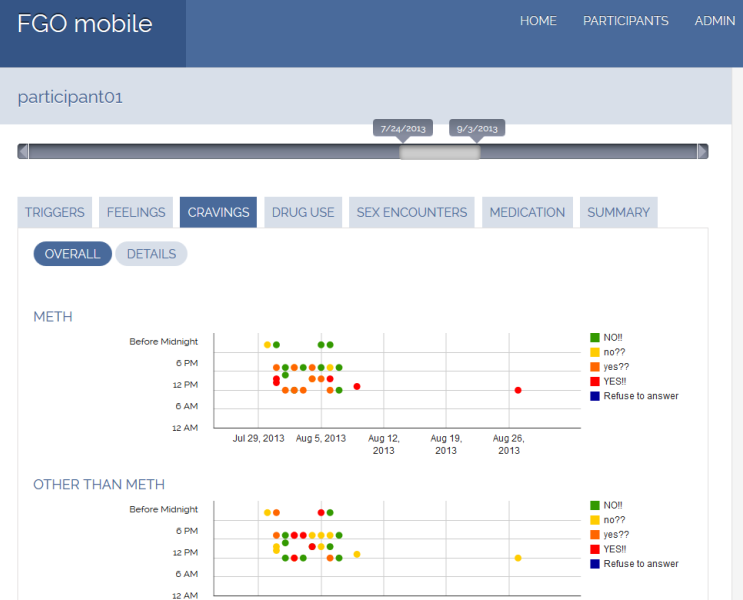 FGO mobile
HOME PARTICIPANTS ADMIN
participant01
7/24/2013 9/3/2013
TRIGGERS FEELINGS CRAVINGS DRUG USE SEX ENCOUNTERS MEDICATION SUMMARY
OVERALL DETAILS
METH
Before Midnight
6 PM
12 PM
6 AM
12 AM
Jul 29, 2013 Aug 5, 2013 Aug 12, 2013 Aug 19, 2013 Aug 26, 2013
NO!!
no??
yes??
YES!!
Refuse to answer
OTHER THAN METH
Before Midnight
6 PM
12 PM
6 AM
12 AM
NO!!
no??
yes??
YES!!
Refuse to answer